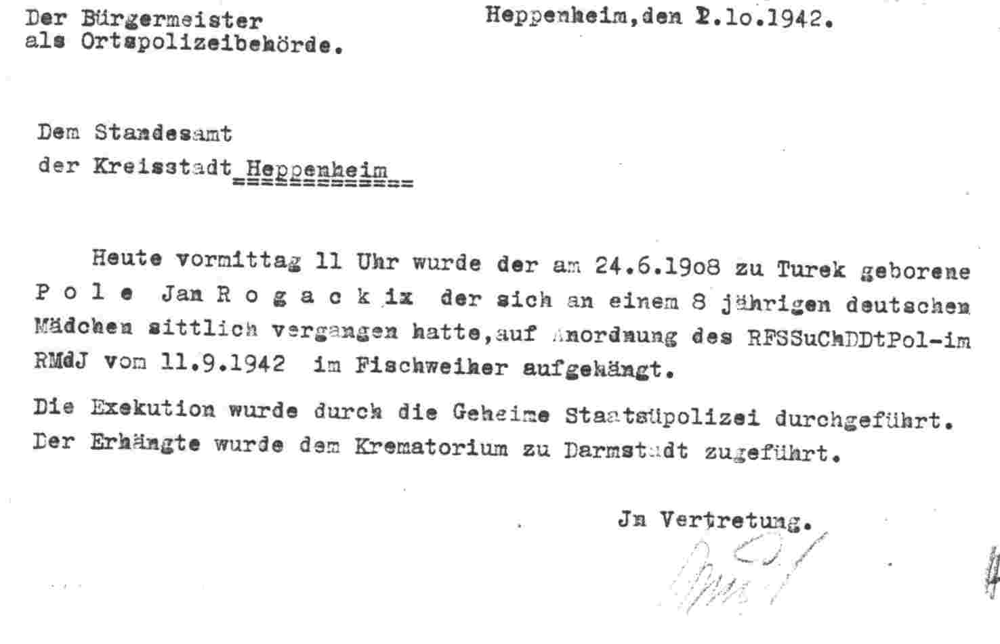 Der Bürgermeister
als Ortspolizeibehörde.
Heppenheim,den 2.1o.1942.
Dem Standesamt
der Kreisstadt Heppenheim
=============
Heute vormittag 11 Uhr wurde der am 24.6.19o8 zu Turek geborene
P o l e Jan R o g a c k ix der sich an einem 8 jährigen deutschen
Mädchen sittlich vergangen hatte,auf Anordnung des RFSSuChDDtPol-im
RMdJ vom 11.9.1942 im Fischweiher aufgehängt.
Die Exekution wurde durch die Geheime Staatsüpolizei durchgeführt.
Der Erhängte wurde dem Krematorium zu Darmstadt zugeführt.
Jn Vertretung.